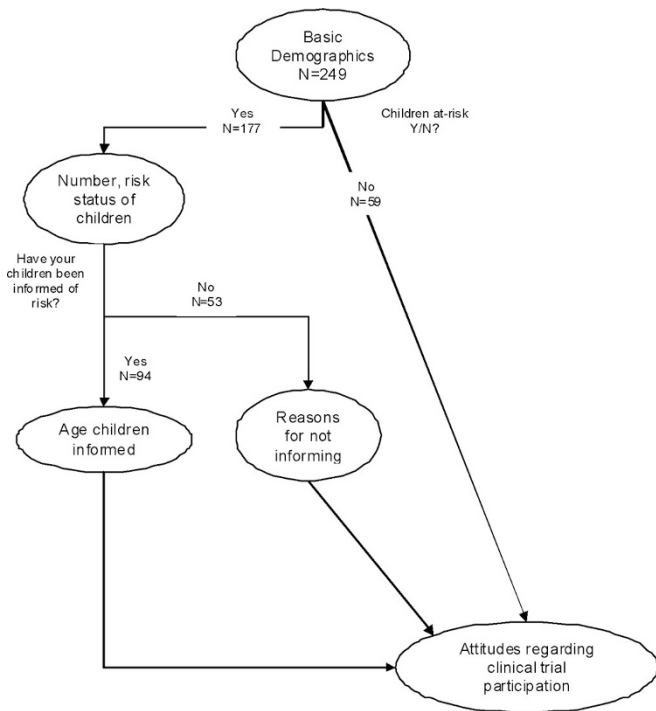 Basic
Demographics
N=249
Yes
N=177
Children at-risk
Y/N?
Number, risk
status of
children
No
N=59
Have your
children been
informed of
risk?
No
N=53
Yes
N=94
Age children
informed
Reasons
for not
informing
Attitudes regarding
clinical trial
participation